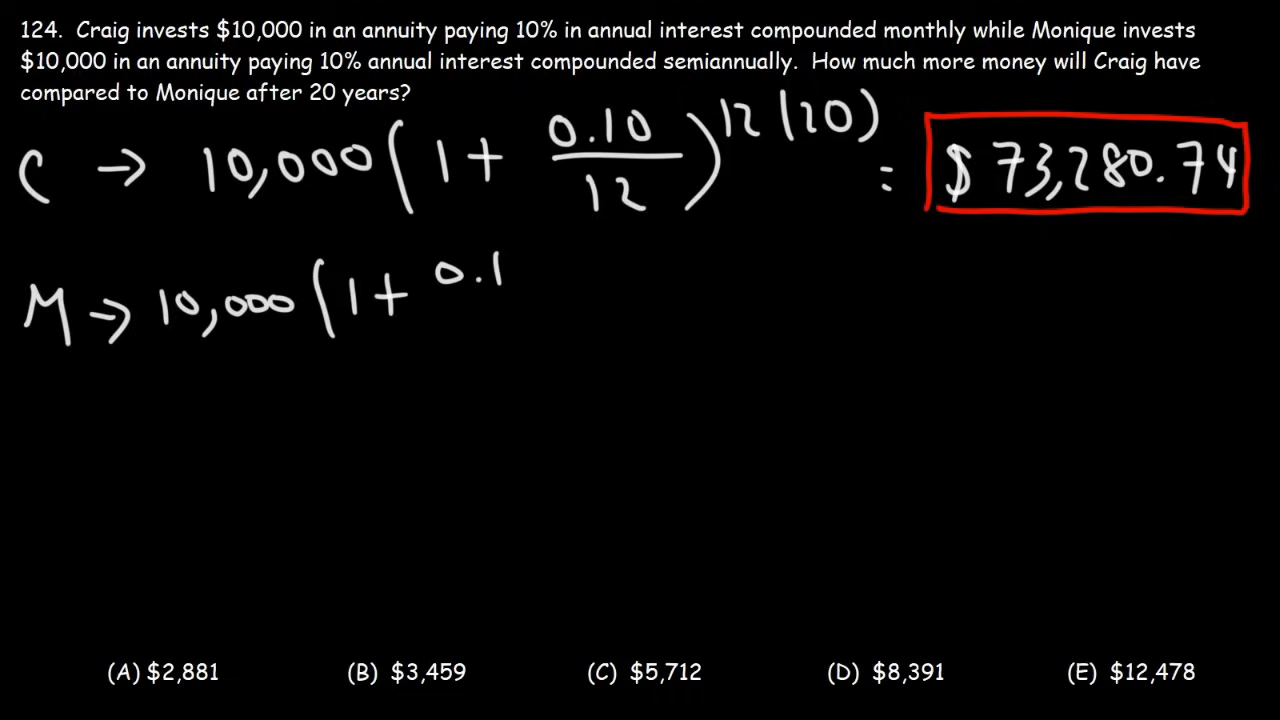 124. Craig invests $10,000 in an annuity paying 10% in annual interest compounded monthly while Monique invests
$10,000 in an annuity paying 10% annual interest compounded semiannually. How much more money will Craig have
compared to Monique after 20 years?
C → 10,000 ( 1 + 0.10 / 12 ) ^ 12 (20) = $ 73,280.74
M → 10,000 ( 1 + 0.1
(A) $2,881 (B) $3,459 (C) $5,712 (D) $8,391 (E) $12,478